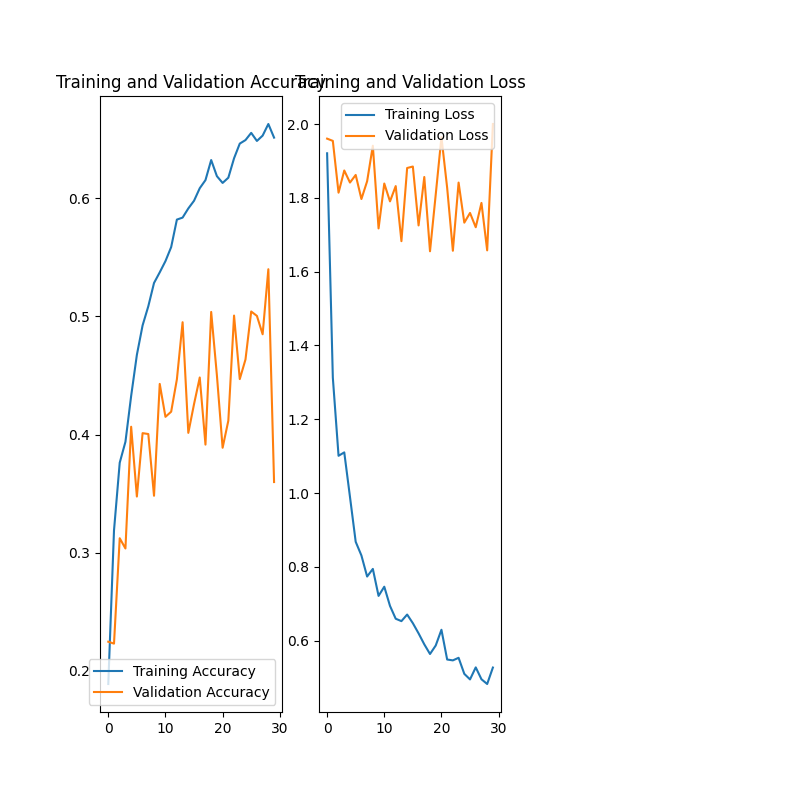 Training and Validation Accuracy
0.6
0.5
0.4
0.3
0.2
Training Accuracy
Validation Accuracy
0 10 20 30
Training and Validation Loss
Training Loss
Validation Loss
2.0
1.8
1.6
1.4
1.2
1.0
0.8
0.6
0 10 20 30